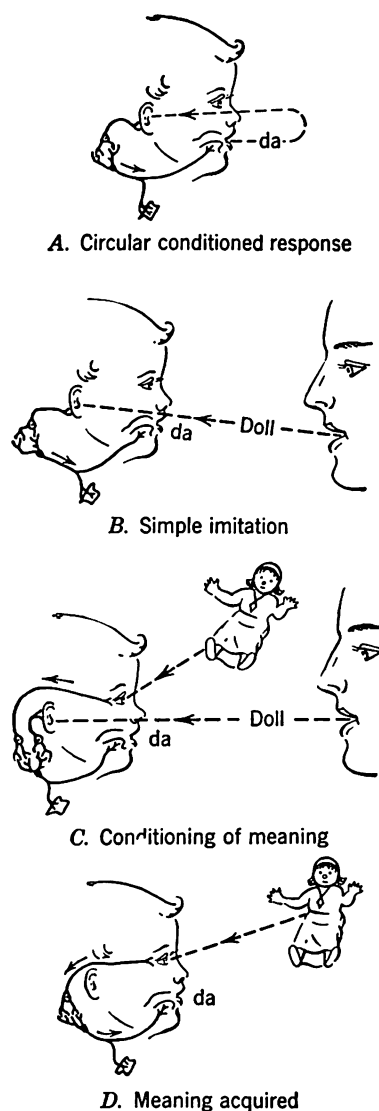 da
A. Circular conditioned response
Doll
da
B. Simple imitation
Doll
da
C. Conditioning of meaning
da
D. Meaning acquired